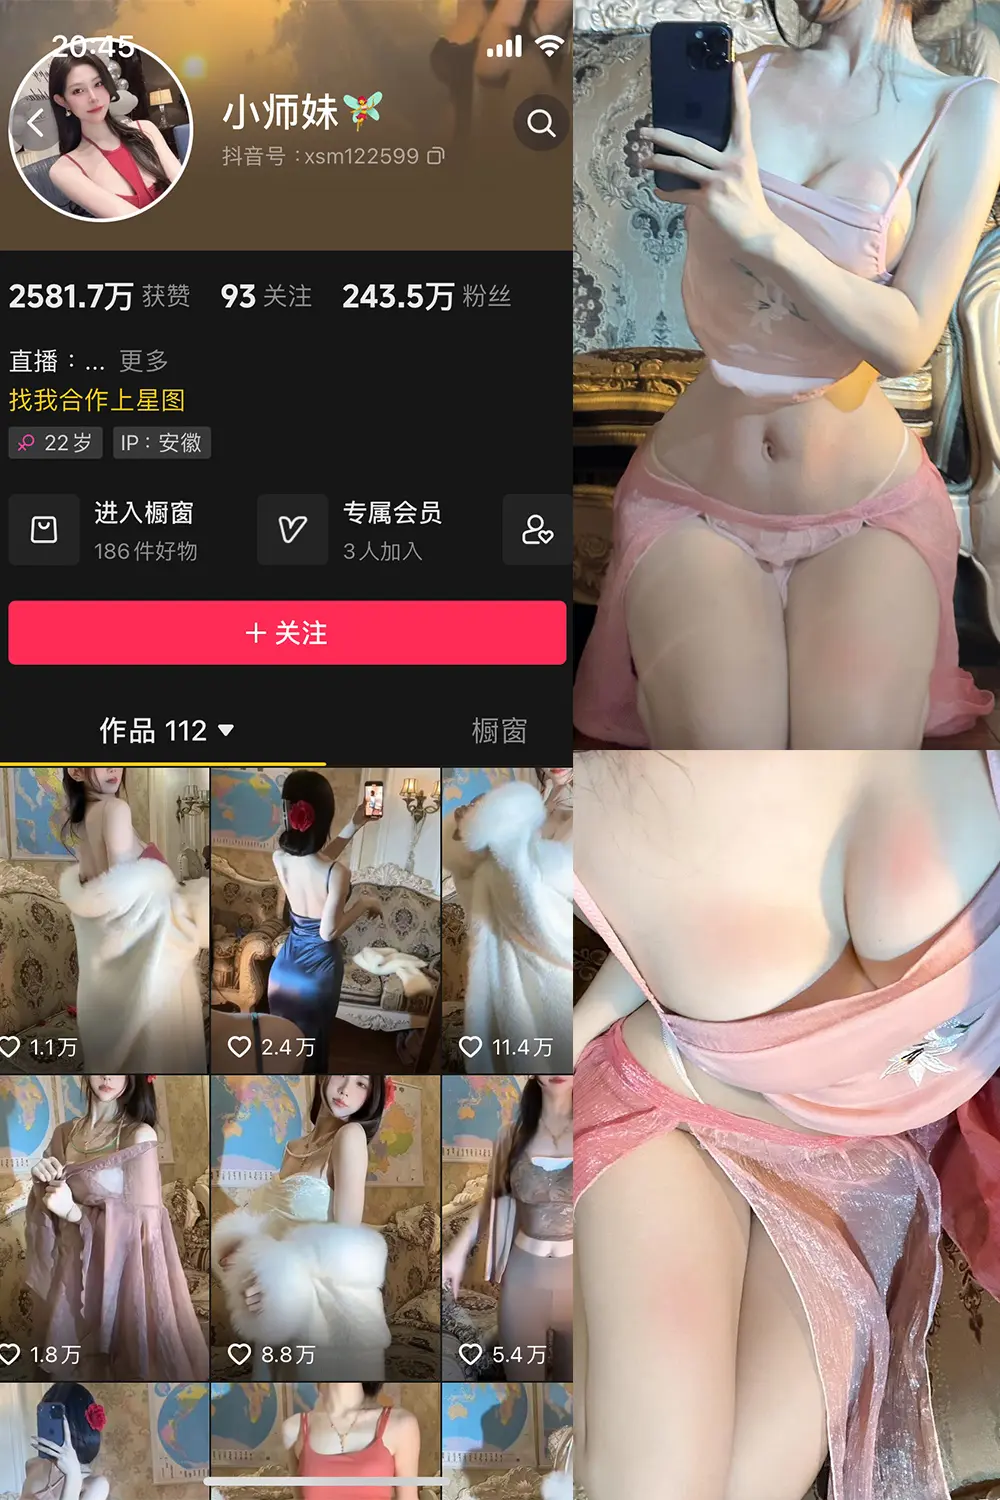 20:45
小师妹
抖音号：xsm122599
2581.7万 获赞 93 关注 243.5万 粉丝
直播：... 更多
找我合作上星图
22岁 IP：安徽
进入橱窗 专属会员
186件好物 3人加入
+ 关注
作品 112 橱窗
1.1万 2.4万 11.4万
1.8万 8.8万 5.4万